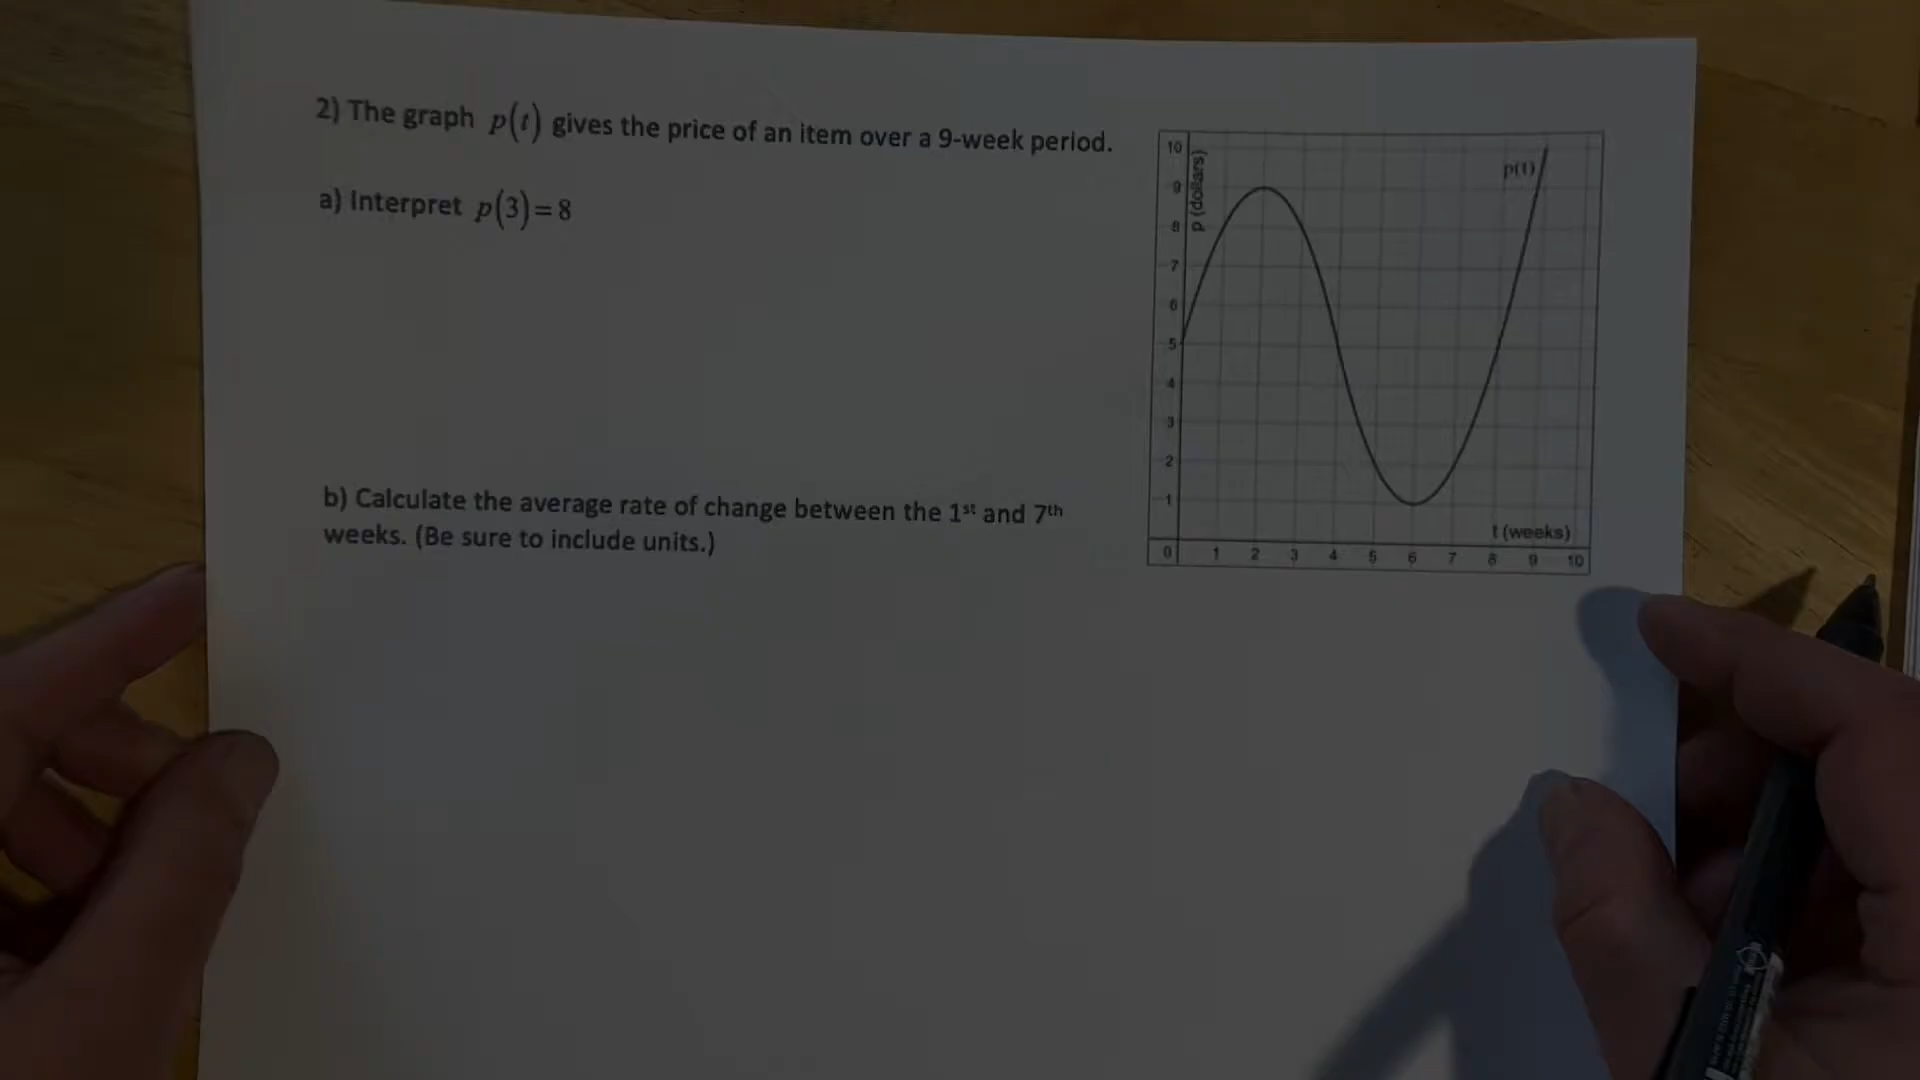 2) The graph p(t) gives the price of an item over a 9-week period.
a) Interpret p(3)=8
b) Calculate the average rate of change between the 1st and 7th
weeks. (Be sure to include units.)
p (dollars)
p(t)
10
9
8
7
6
5
4
3
2
1
t (weeks)
0 1 2 3 4 5 6 7 8 9 10